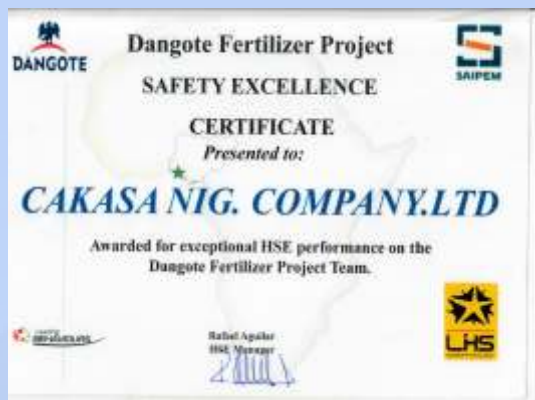 DANGOTE
Dangote Fertilizer Project
SAIPEM
SAFETY EXCELLENCE
CERTIFICATE
Presented to:
CAKASA NIG. COMPANY.LTD
Awarded for exceptional HSE performance on the
Dangote Fertilizer Project Team.
Rafael Aguilar
HSE Manager
LHS